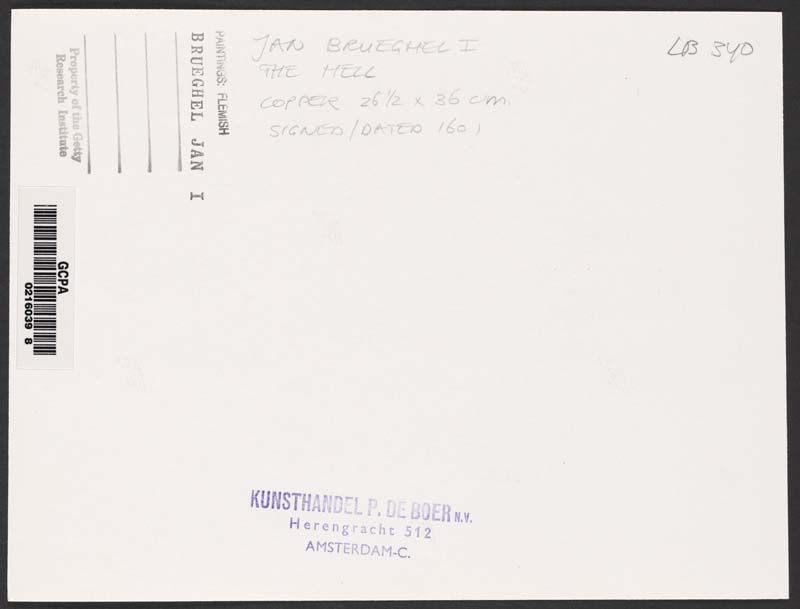 JAN BRUEGHEL I
THE HELL
COPPER 26 1/2 x 36 cm.
SIGNED/DATED 1601
LB 340
PAINTINGS: FLEMISH
BRUEGHEL JAN I
Property of the Getty
Research Institute
GCPA
0216039 8
KUNSTHANDEL P. DE BOER N.V.
Herengracht 512
AMSTERDAM-C.